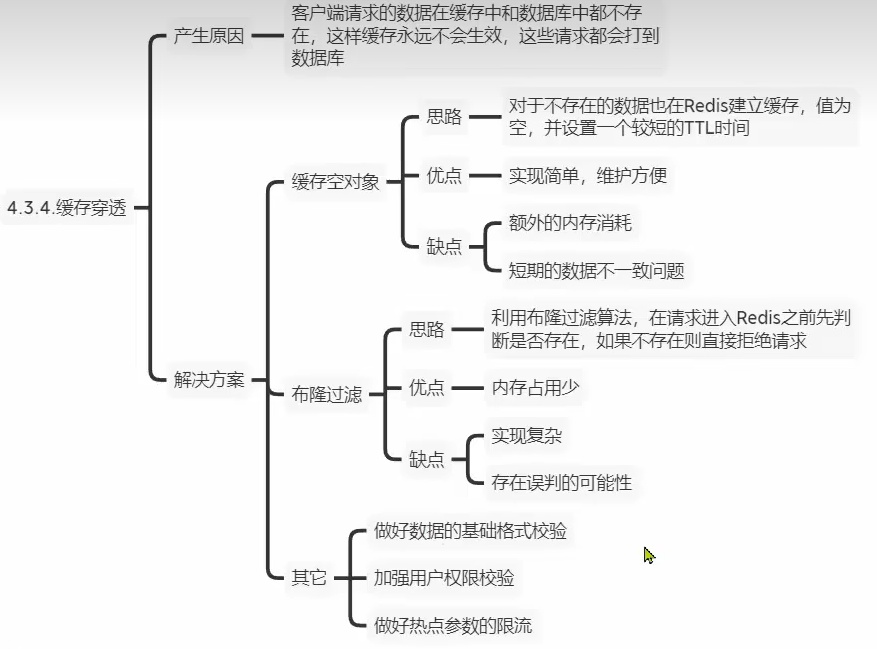 客户端请求的数据在缓存中和数据库中都不存
产生原因
在，这样缓存永远不会生效，这些请求都会打到
数据库
对于不存在的数据也在Redis建立缓存，值为
思路
空，并设置一个较短的TTL时间
缓存空对象
优点
实现简单，维护方便
4.3.4.缓存穿透
额外的内存消耗
缺点
短期的数据不一致问题
利用布隆过滤算法，在请求进入Redis之前先判
思路
断是否存在，如果不存在则直接拒绝请求
解决方案
布隆过滤
优点
内存占用少
实现复杂
缺点
存在误判的可能性
做好数据的基础格式校验
其它
加强用户权限校验
做好热点参数的限流